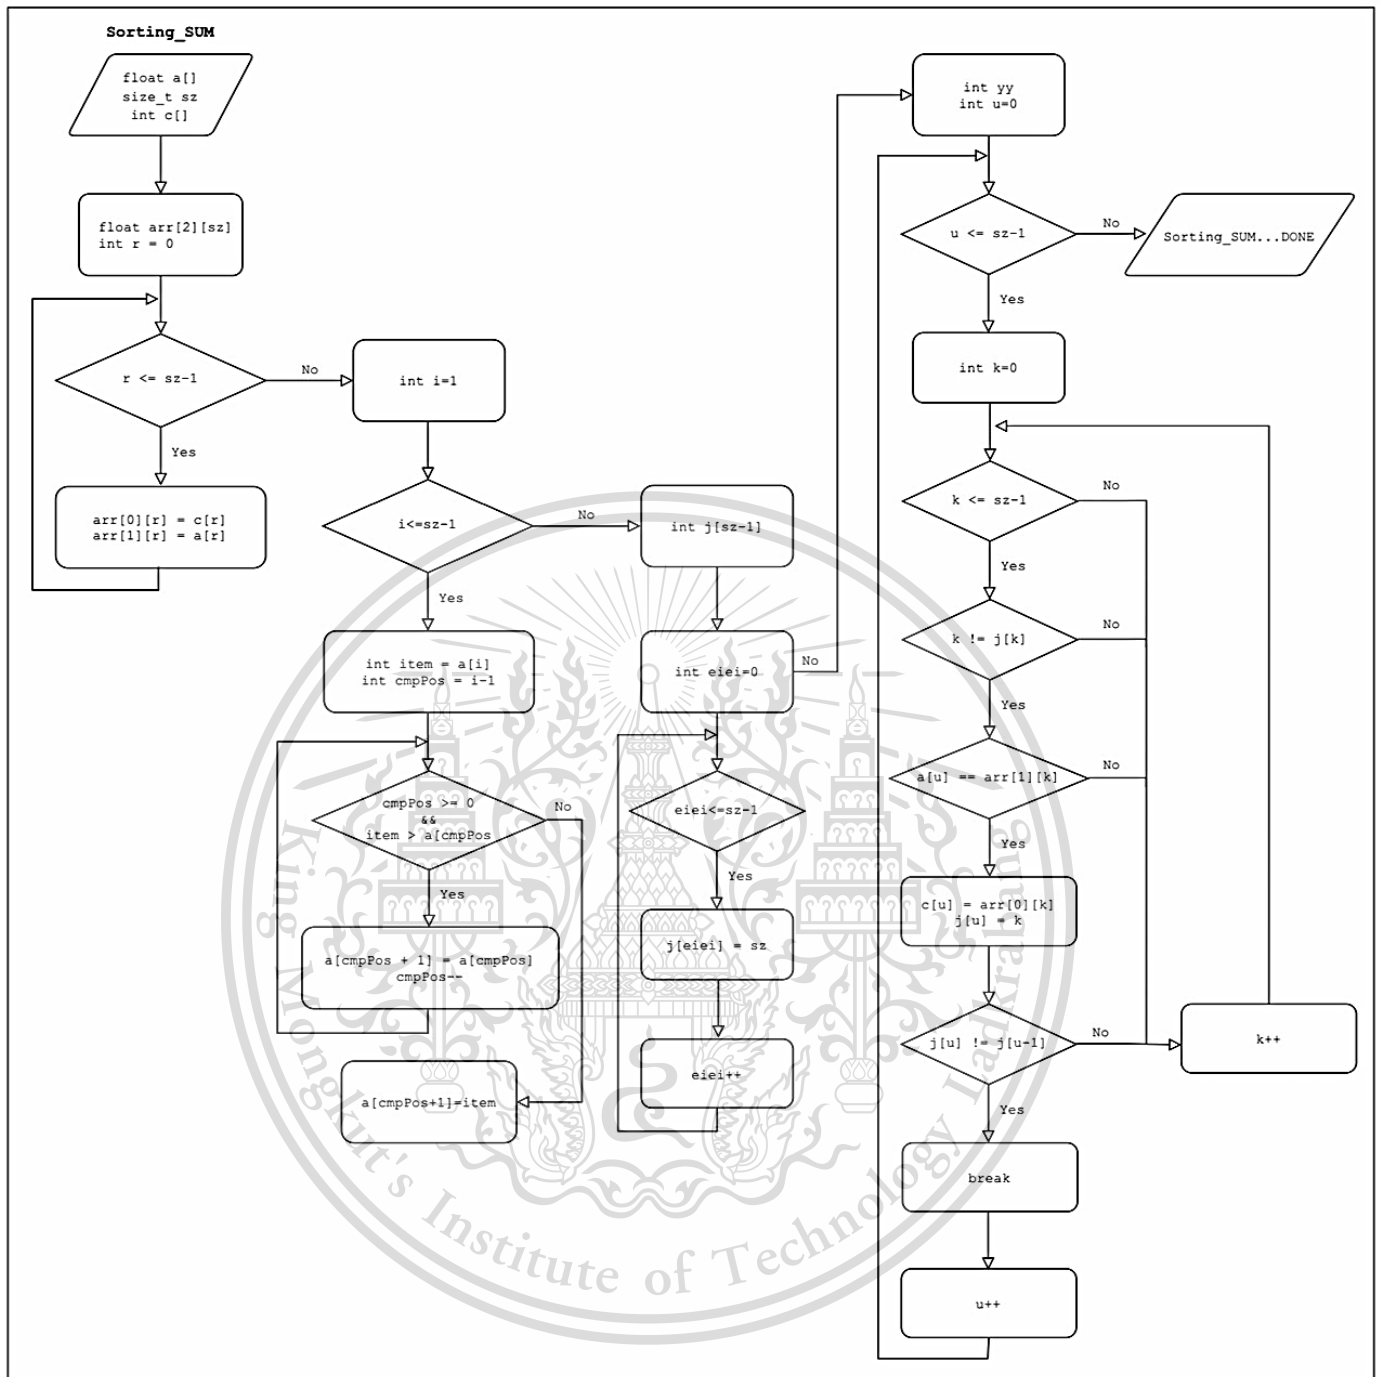 Sorting_SUM
float a[]
size_t sz
int c[]
float arr[2][sz]
int r = 0
r <= sz-1
No
Yes
arr[0][r] = c[r]
arr[1][r] = a[r]
int i=1
i<=sz-1
No
Yes
int item = a[i]
int cmpPos = i-1
cmpPos >= 0
&&
item > a[cmpPos
No
Yes
a[cmpPos + 1] = a[cmpPos]
cmpPos--
a[cmpPos+1]=item
int j[sz-1]
int eiei=0
No
eiei<=sz-1
Yes
j[eiei] = sz
eiei++
int yy
int u=0
u <= sz-1
No
Sorting_SUM...DONE
Yes
int k=0
k <= sz-1
No
Yes
k != j[k]
No
Yes
a[u] == arr[1][k]
No
Yes
c[u] = arr[0][k]
j[u] = k
j[u] != j[u-1]
No
k++
Yes
break
u++
King Mongkut's Institute of Technology Ladkrabang